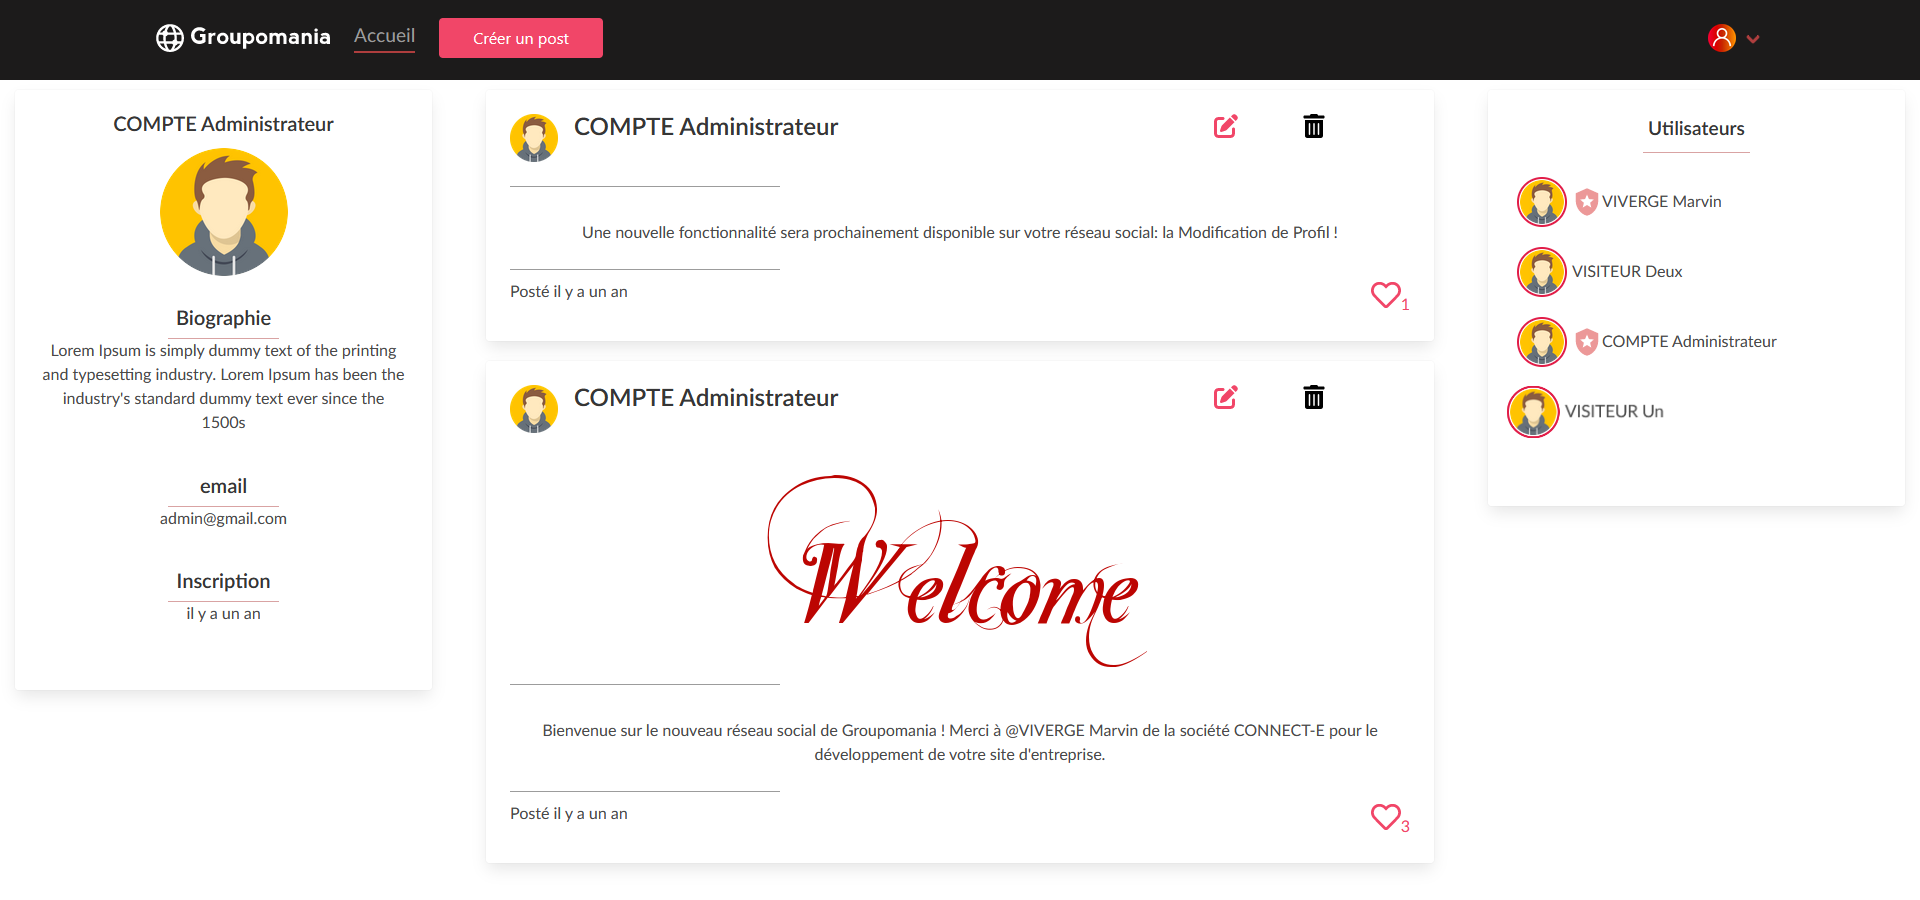 Groupomania
Accueil
Créer un post
COMPTE Administrateur
Biographie
Lorem Ipsum is simply dummy text of the printing
and typesetting industry. Lorem Ipsum has been the
industry's standard dummy text ever since the
1500s
email
admin@gmail.com
Inscription
il y a un an
COMPTE Administrateur
Une nouvelle fonctionnalité sera prochainement disponible sur votre réseau social: la Modification de Profil !
Posté il y a un an
1
COMPTE Administrateur
Welcome
Bienvenue sur le nouveau réseau social de Groupomania ! Merci à @VIVERGE Marvin de la société CONNECT-E pour le
développement de votre site d'entreprise.
Posté il y a un an
3
Utilisateurs
VIVERGE Marvin
VISITEUR Deux
COMPTE Administrateur
VISITEUR Un